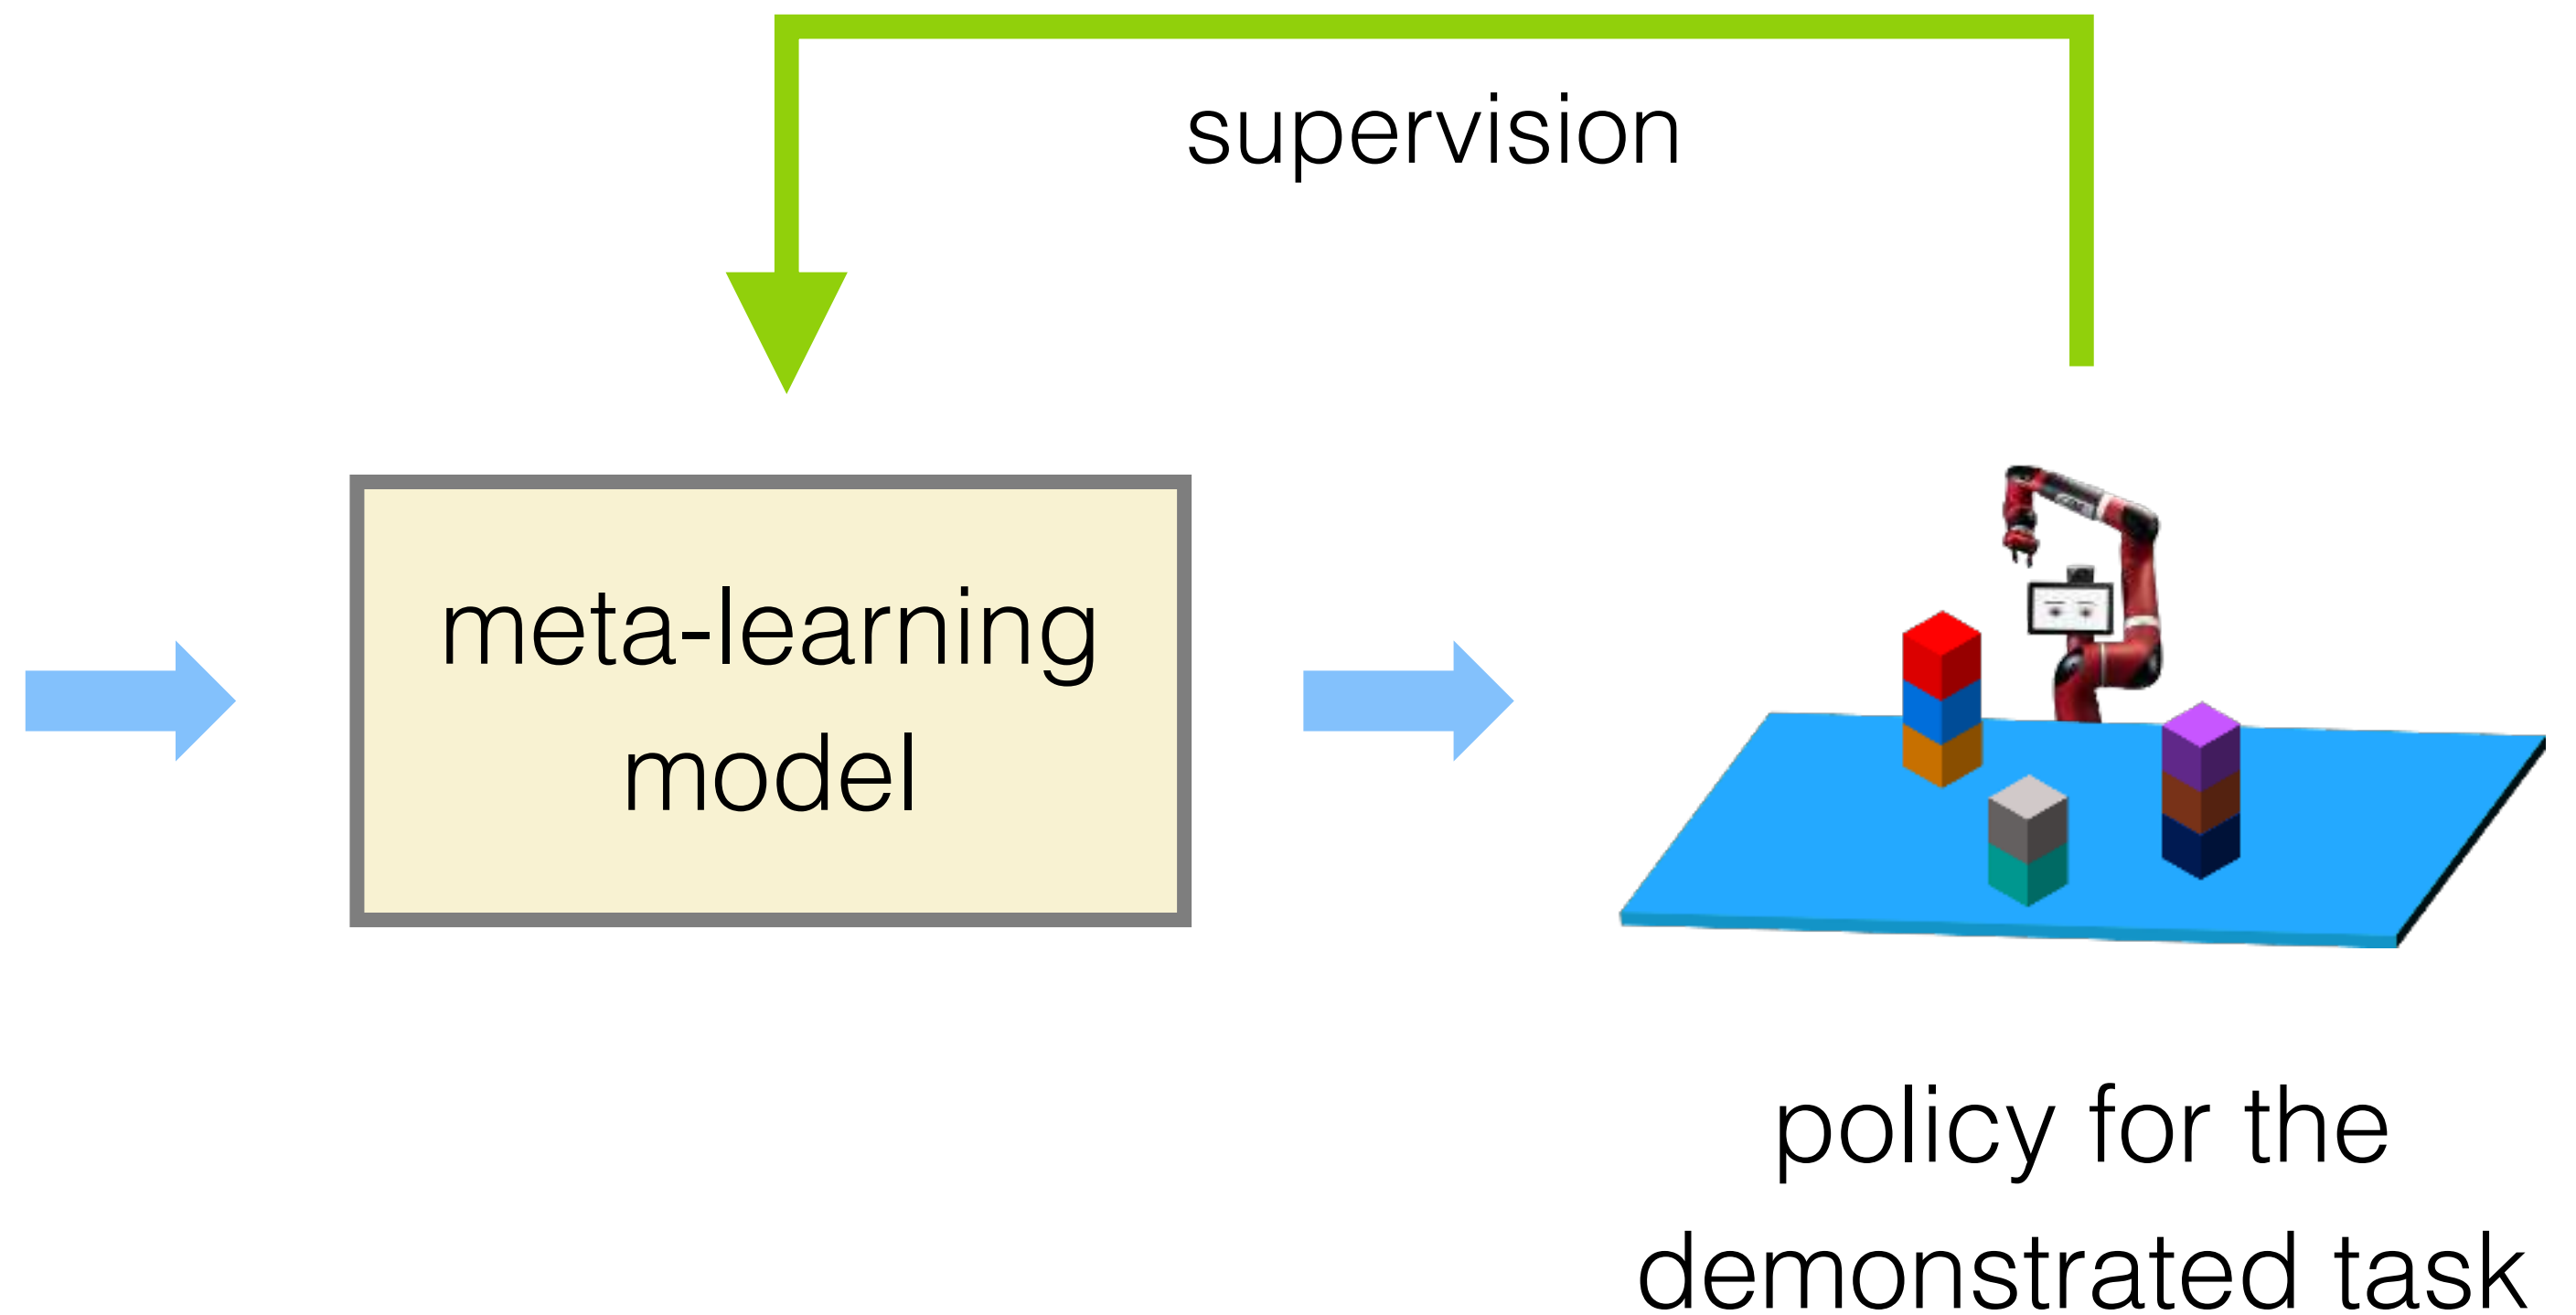 supervision
meta-learning
model
policy for the
demonstrated task